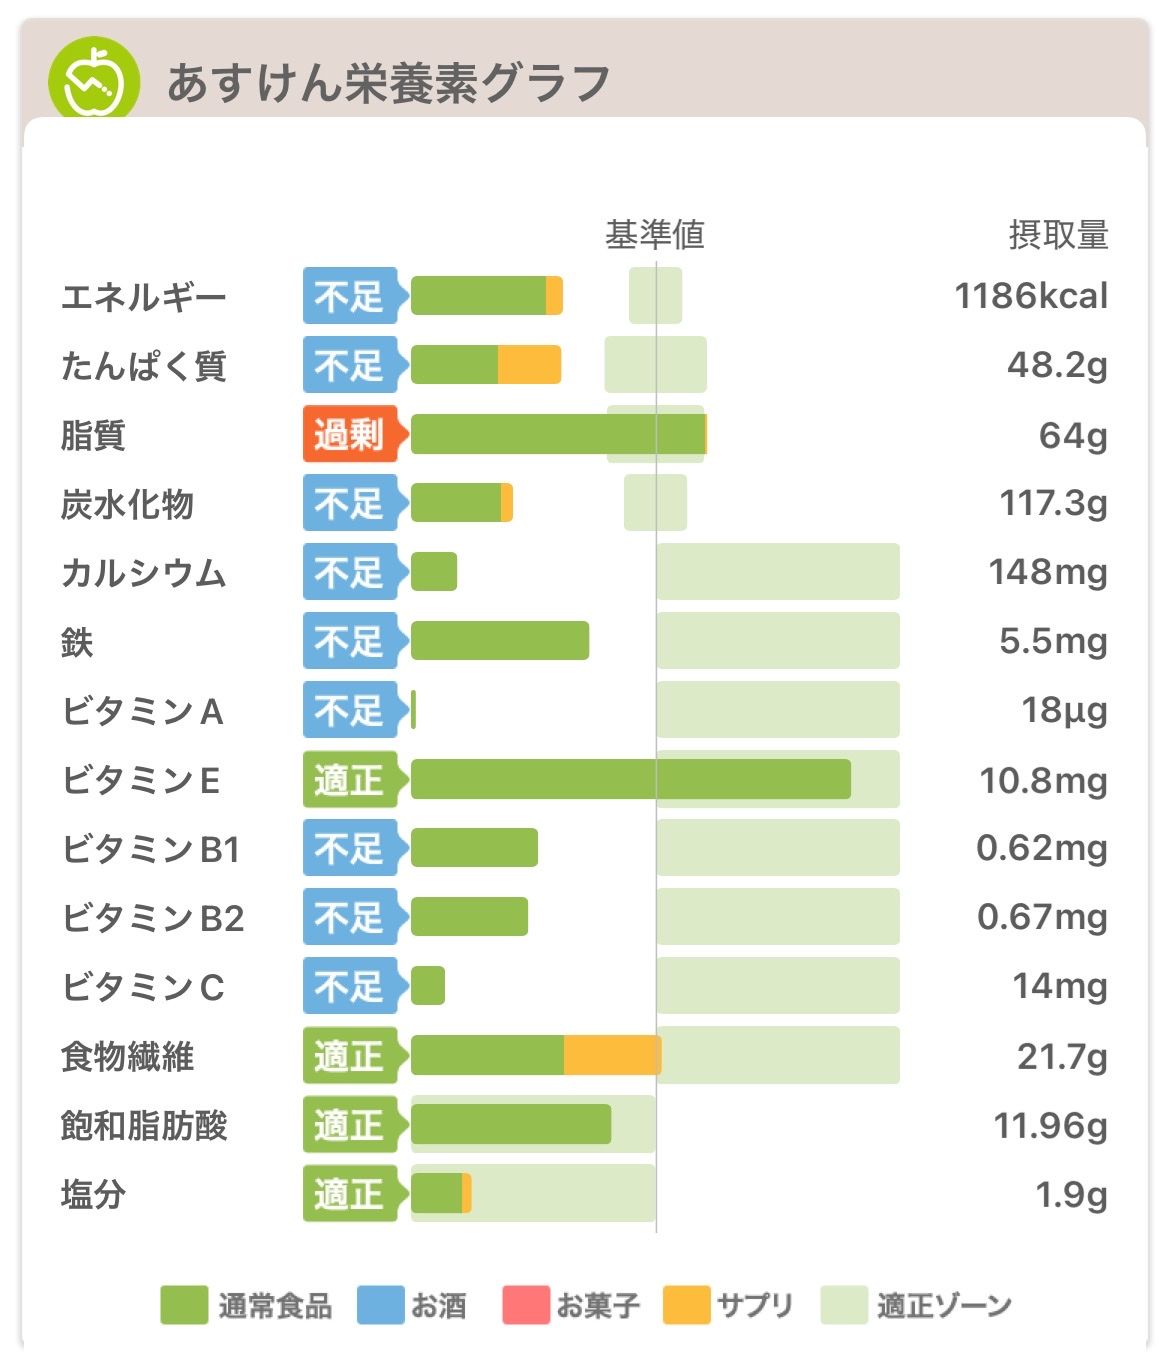 あすけん栄養素グラフ
基準値 摂取量
エネルギー 不足 1186kcal
たんぱく質 不足 48.2g
脂質 過剰 64g
炭水化物 不足 117.3g
カルシウム 不足 148mg
鉄 不足 5.5mg
ビタミンA 不足 18μg
ビタミンE 適正 10.8mg
ビタミンB1 不足 0.62mg
ビタミンB2 不足 0.67mg
ビタミンC 不足 14mg
食物繊維 適正 21.7g
飽和脂肪酸 適正 11.96g
塩分 適正 1.9g
通常食品 お酒 お菓子 サプリ 適正ゾーン